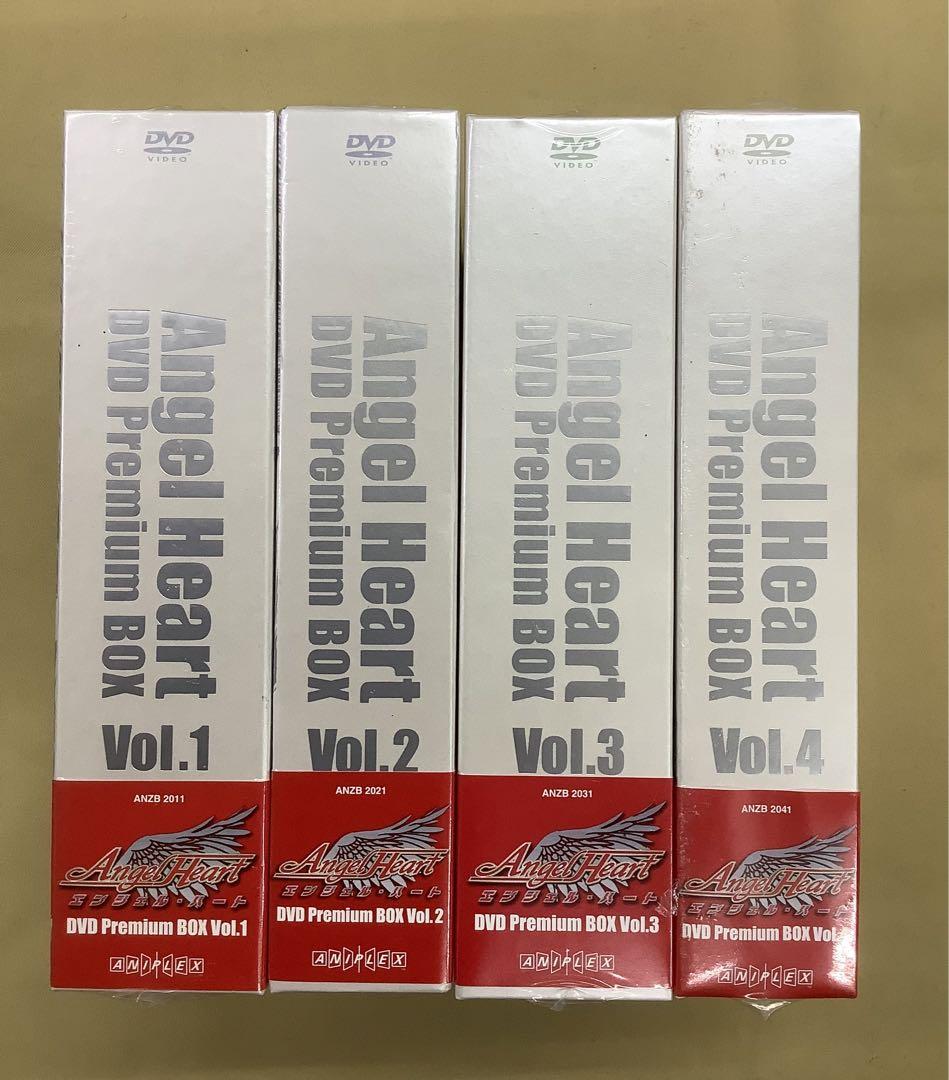 DVD
VIDEO
Angel Heart
DVD Premium BOX
Vol.1
ANZB 2011
Angel Heart
エンジェル・ハート
DVD Premium BOX Vol.1
ANIPLEX
DVD
VIDEO
Angel Heart
DVD Premium BOX
Vol.2
ANZB 2021
Angel Heart
エンジェル・ハート
DVD Premium BOX Vol.2
ANIPLEX
DVD
VIDEO
Angel Heart
DVD Premium BOX
Vol.3
ANZB 2031
Angel Heart
エンジェル・ハート
DVD Premium BOX Vol.3
ANIPLEX
DVD
VIDEO
Angel Heart
DVD Premium BOX
Vol.4
ANZB 2041
Angel Heart
エンジェル・ハート
DVD Premium BOX Vol.
ANIPLEX